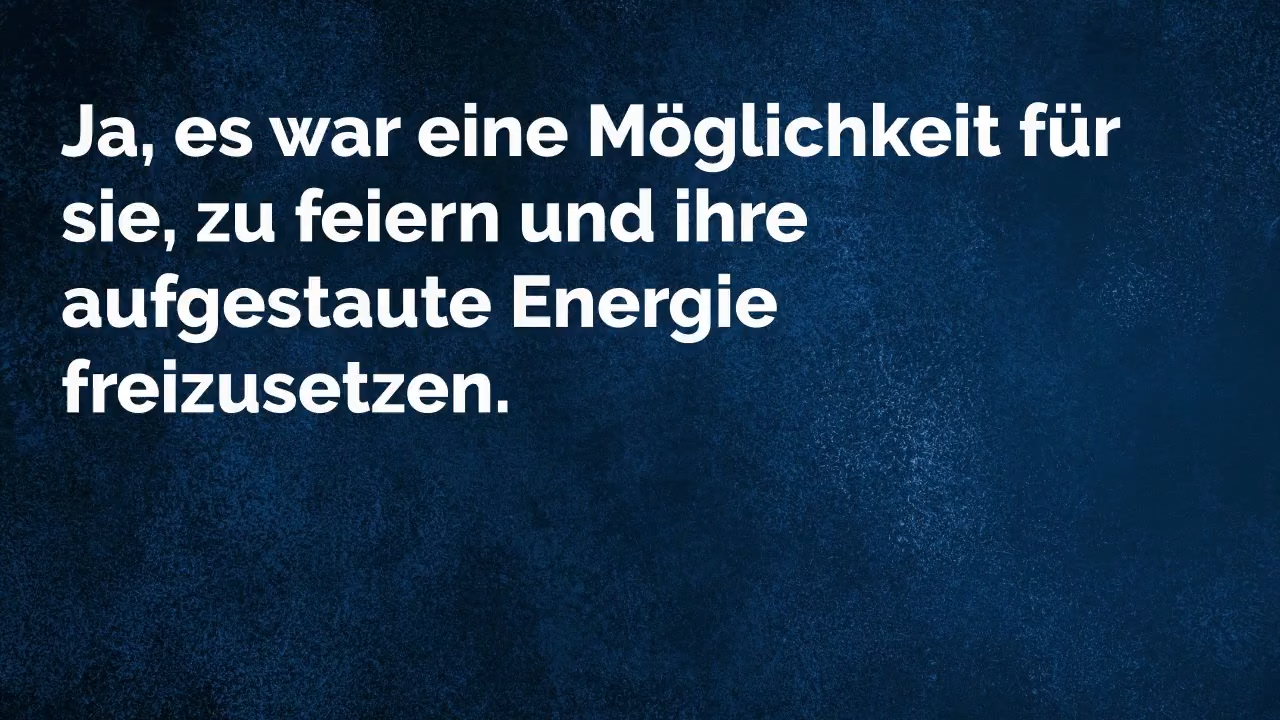 Ja, es war eine Möglichkeit für
sie, zu feiern und ihre
aufgestaute Energie
freizusetzen.